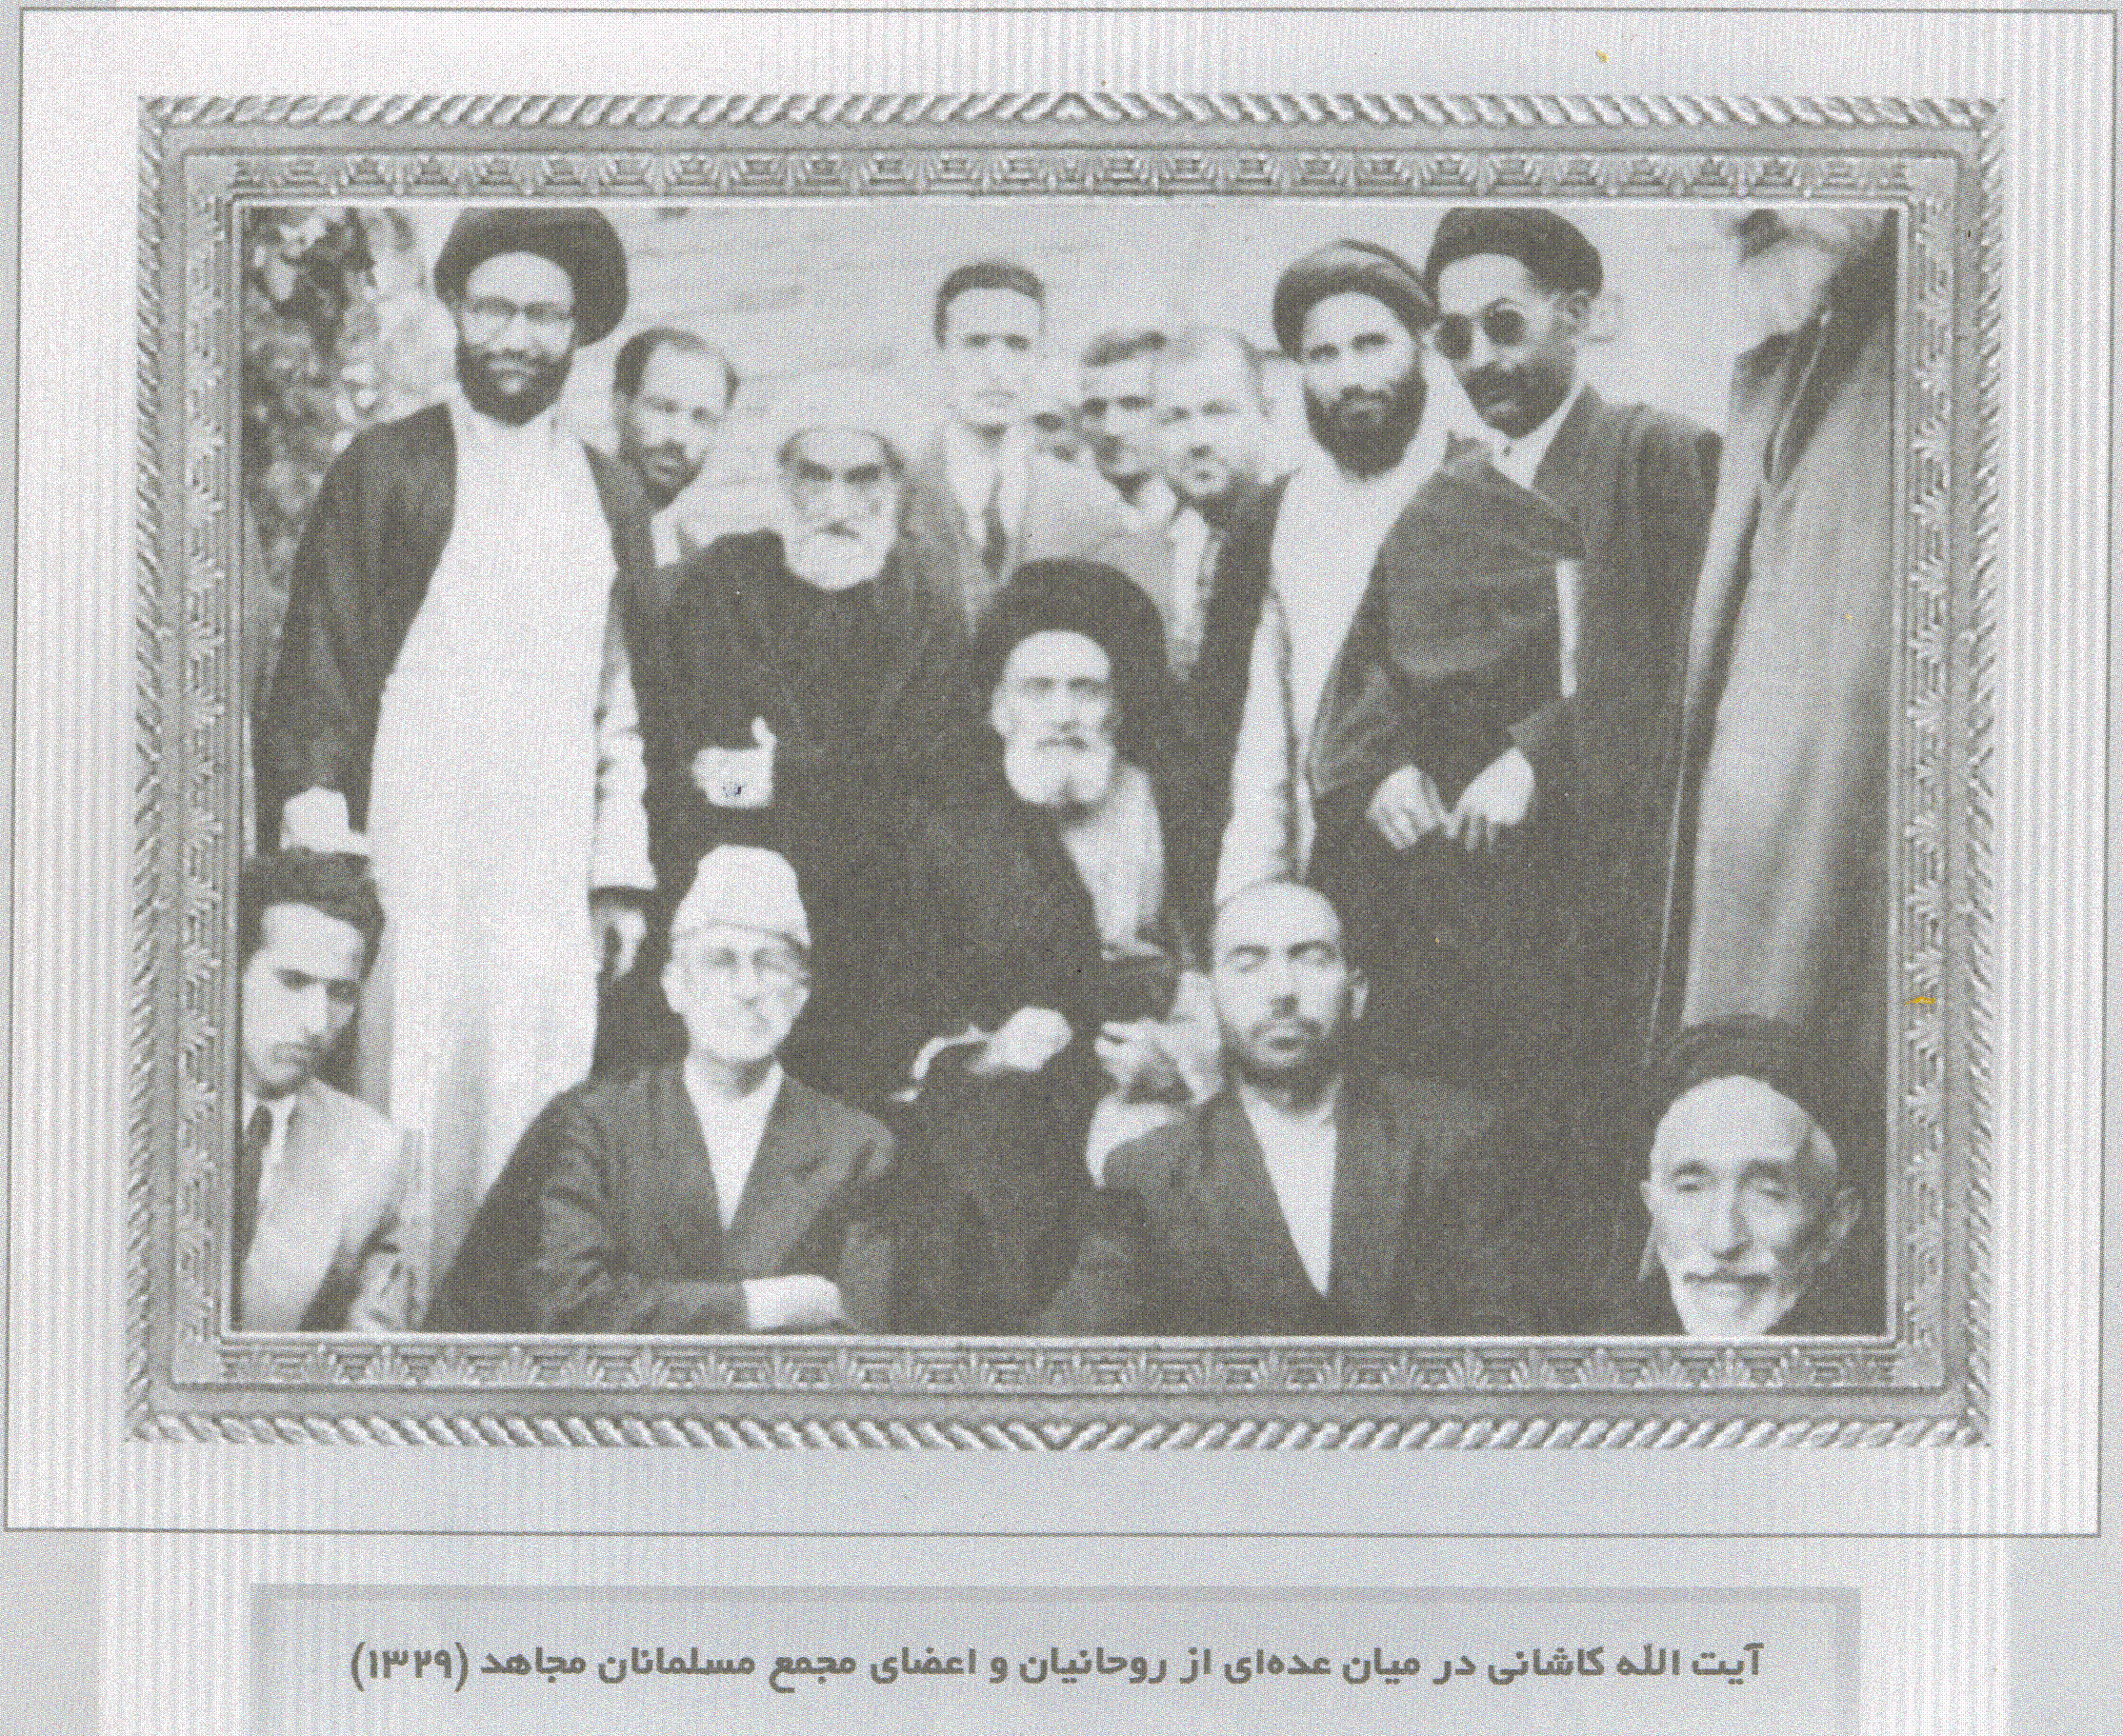 آیت الله کاشانی در میان عده‌ای از روحانیان و اعضای مجمع مسلمانان مجاهد (۱۳۲۹)